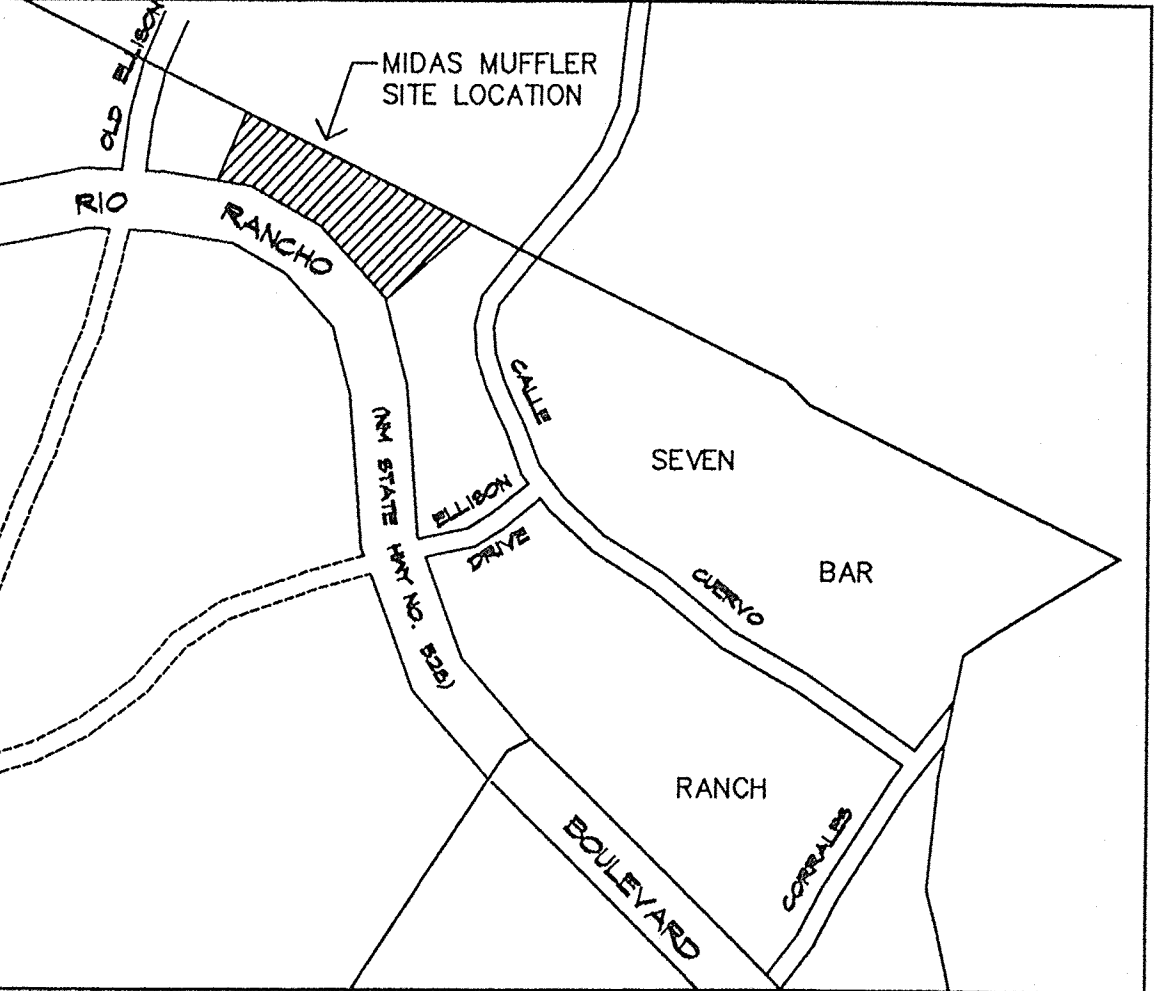 OLD ELLISON
MIDAS MUFFLER
SITE LOCATION
RIO
RANCHO
CALLE
(NM STATE HWY NO. 528)
SEVEN
ELLISON
DRIVE
BAR
CUERVO
RANCH
BOULEVARD
CORRALES